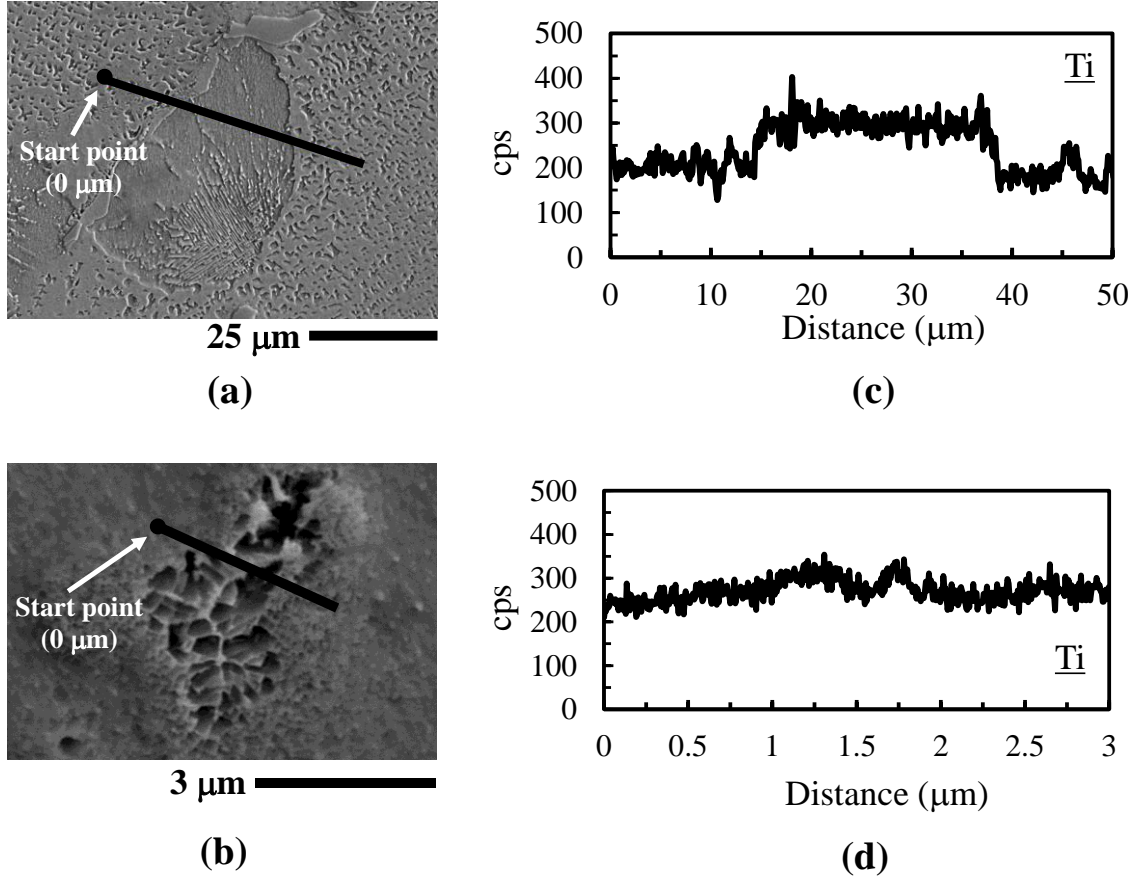 Start point
(0 μm)
25 μm
(a)
500
400
300
200
100
0
cps
Ti
0 10 20 30 40 50
Distance (μm)
(c)
Start point
(0 μm)
3 μm
(b)
500
400
300
200
100
0
cps
Ti
0 0.5 1 1.5 2 2.5 3
Distance (μm)
(d)